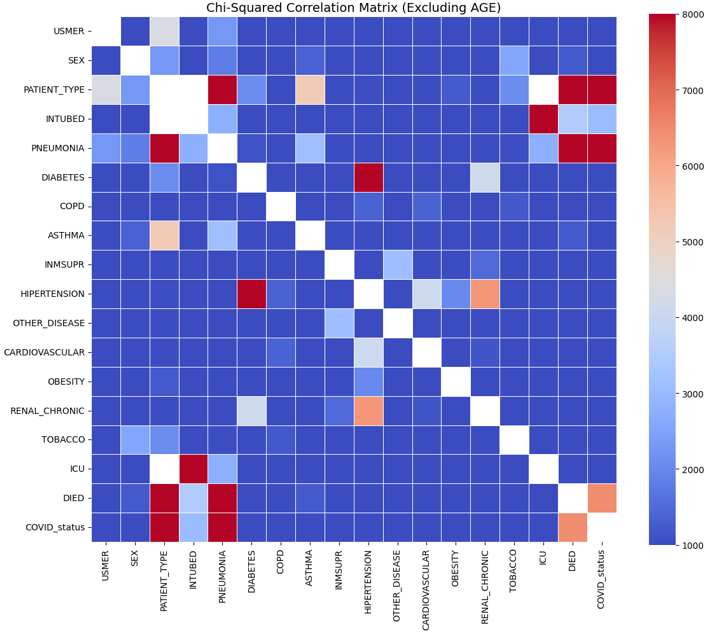 Chi-Squared Correlation Matrix (Excluding AGE)
USMER
SEX
PATIENT_TYPE
INTUBED
PNEUMONIA
DIABETES
COPD
ASTHMA
INMSUPR
HIPERTENSION
OTHER_DISEASE
CARDIOVASCULAR
OBESITY
RENAL_CHRONIC
TOBACCO
ICU
DIED
COVID_status
USMER
SEX
PATIENT_TYPE
INTUBED
PNEUMONIA
DIABETES
COPD
ASTHMA
INMSUPR
HIPERTENSION
OTHER_DISEASE
CARDIOVASCULAR
OBESITY
RENAL_CHRONIC
TOBACCO
ICU
DIED
COVID_status
8000
7000
6000
5000
4000
3000
2000
1000